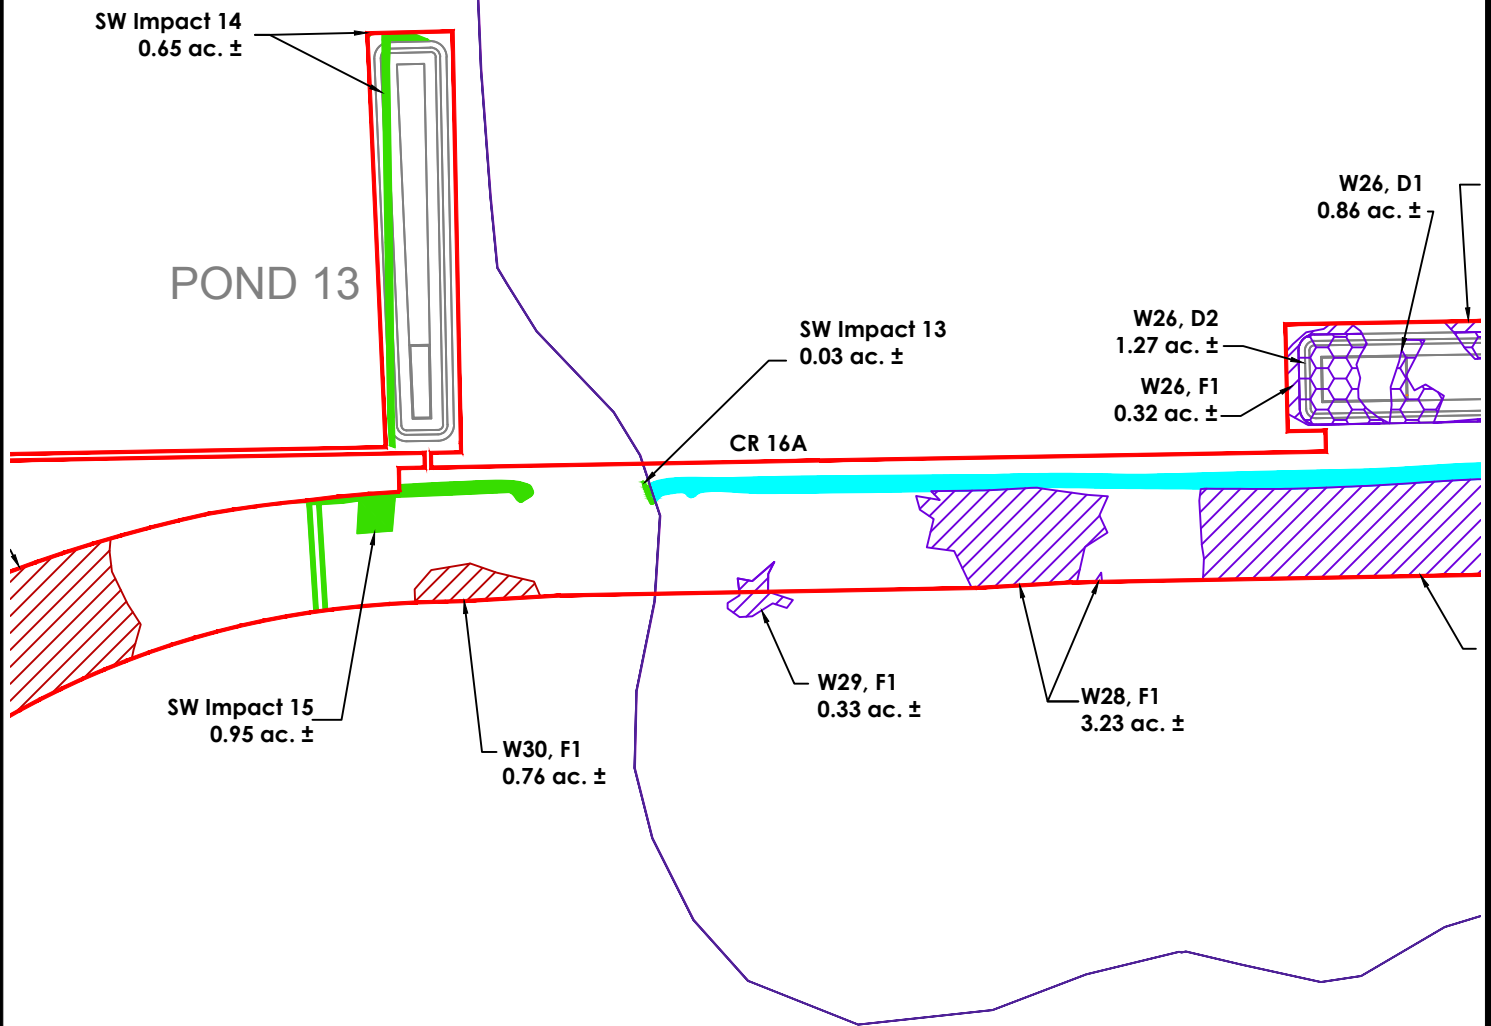 SW Impact 14
0.65 ac. ±
POND 13
W26, D1
0.86 ac. ±
SW Impact 13
0.03 ac. ±
W26, D2
1.27 ac. ±
W26, F1
0.32 ac. ±
CR 16A
SW Impact 15
0.95 ac. ±
W29, F1
0.33 ac. ±
W28, F1
3.23 ac. ±
W30, F1
0.76 ac. ±